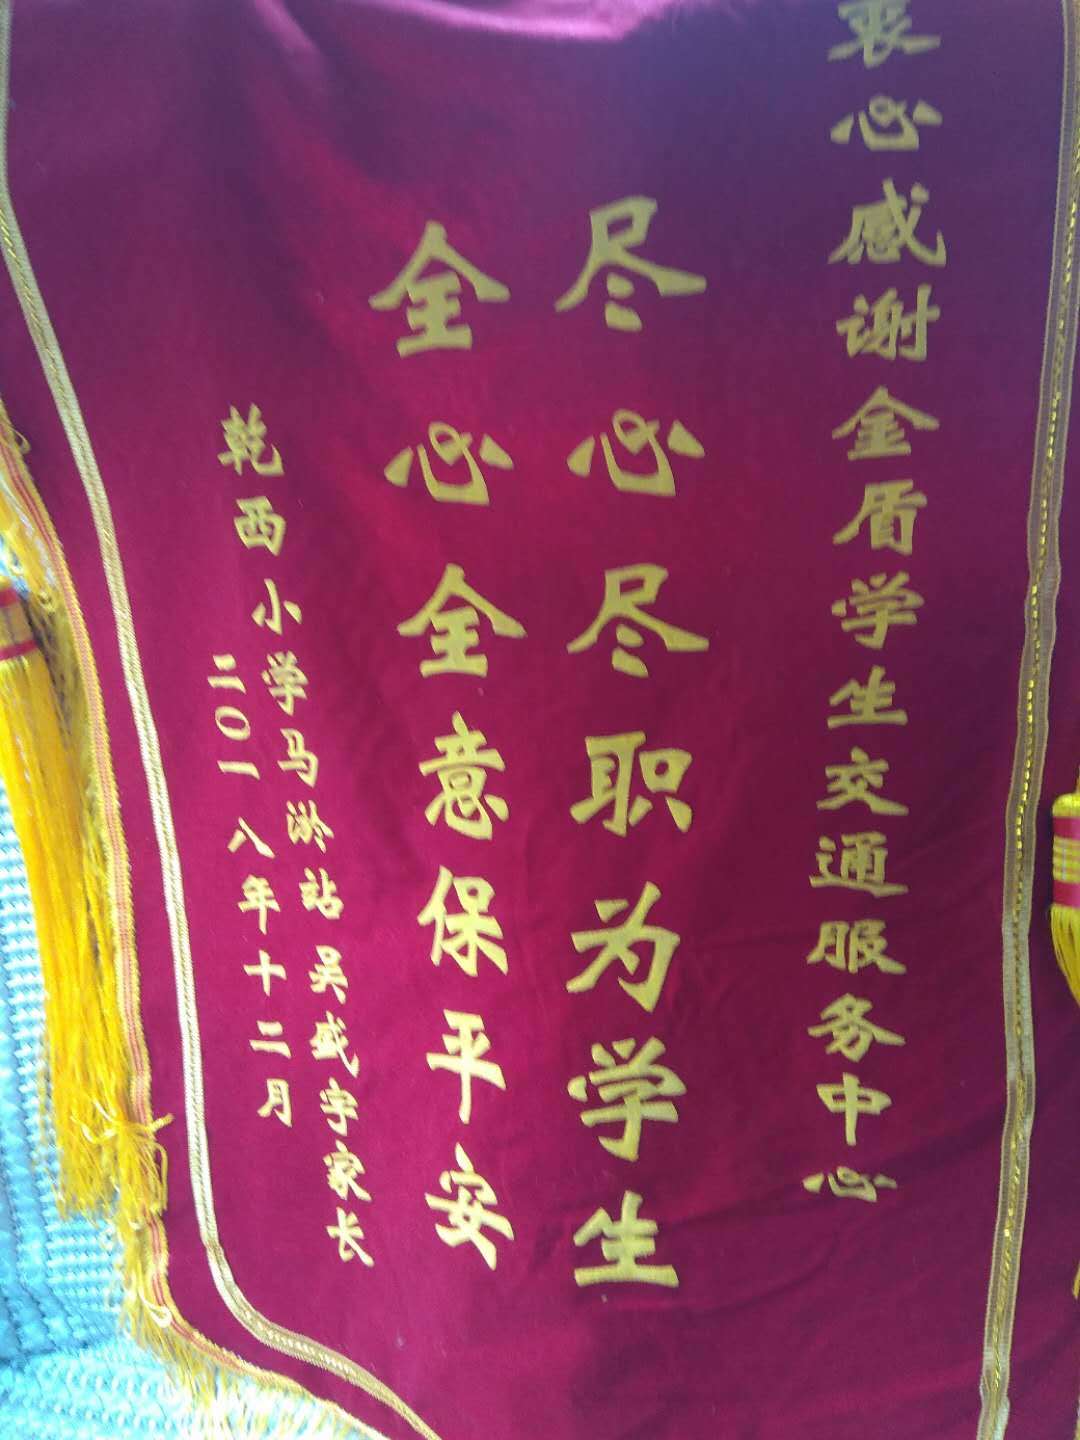 衷心感谢金盾学生交通服务中心
尽心尽职为学生
全心全意保平安
乾西小学马淤站吴盛宇家长
二〇一八年十二月